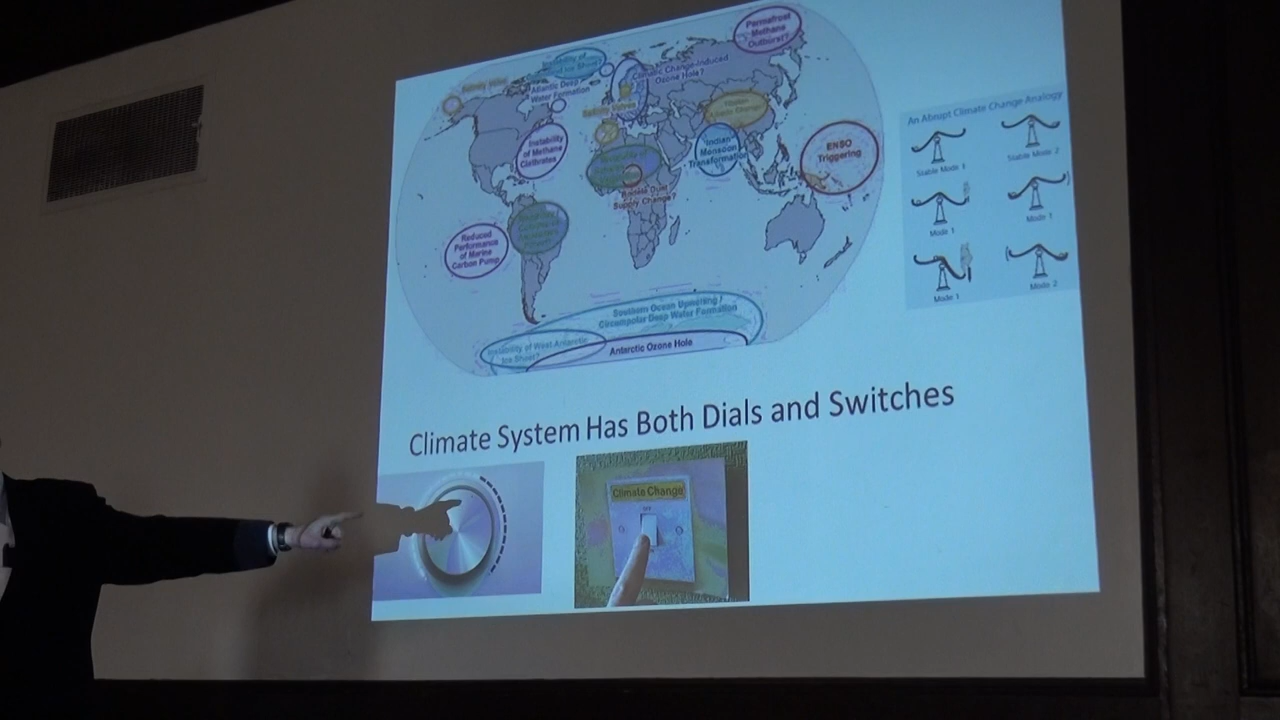 Permafrost
Methane
Outburst?
Instability of
Ice Sheet?
Climatic Change-Induced
Ozone Hole?
Atlantic Deep
Water Formation
Instability
of Methane
Clathrates
Indian
Monsoon
Transformation
ENSO
Triggering
Supply Change?
Reduced
Performance
of Marine
Carbon Pump
Southern Ocean Upwelling /
Circumpolar Deep Water Formation
Instability of West Antarctic
Ice Sheet?
Antarctic Ozone Hole
An Abrupt Climate Change Analogy
Stable Mode 1
Stable Mode 2
Mode 1
Mode 1
Mode 1
Mode 2
Climate System Has Both Dials and Switches
Climate Change
OFF